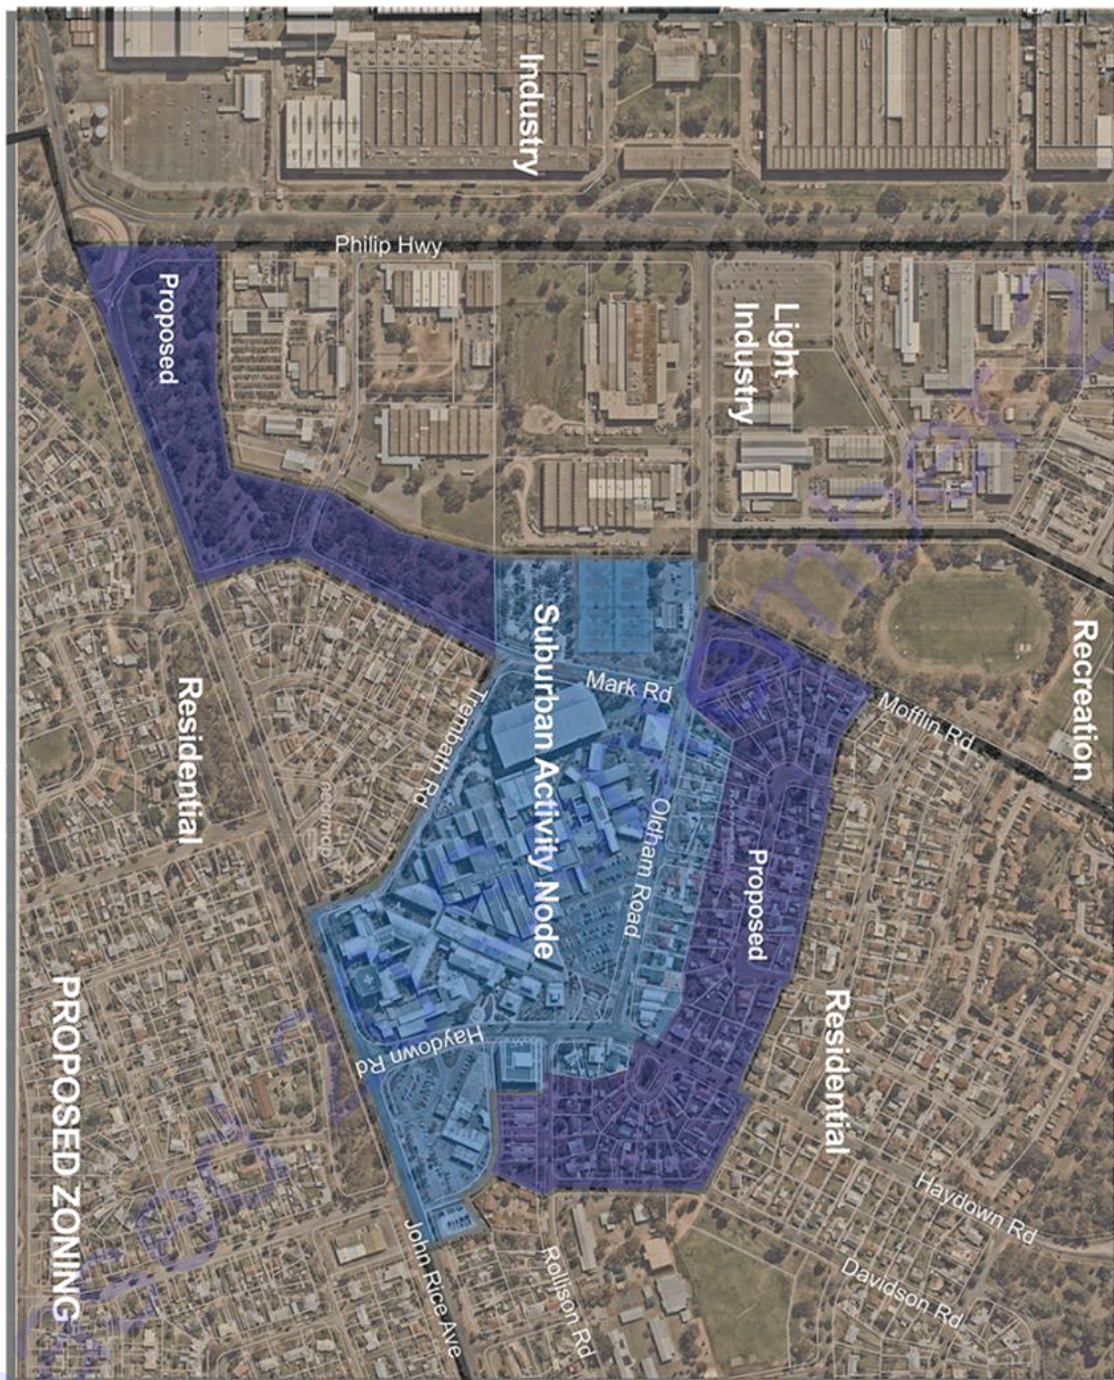 Industry
Philip Hwy
Proposed
Light
Industry
Recreation
Suburban Activity Node
Mark Rd
Mofflin Rd
Residential
Trembath Rd
Oldham Road
Proposed
Residential
Haydown Rd
Haydown Rd
Davidson Rd
John Rice Ave
Rollison Rd
PROPOSED ZONING